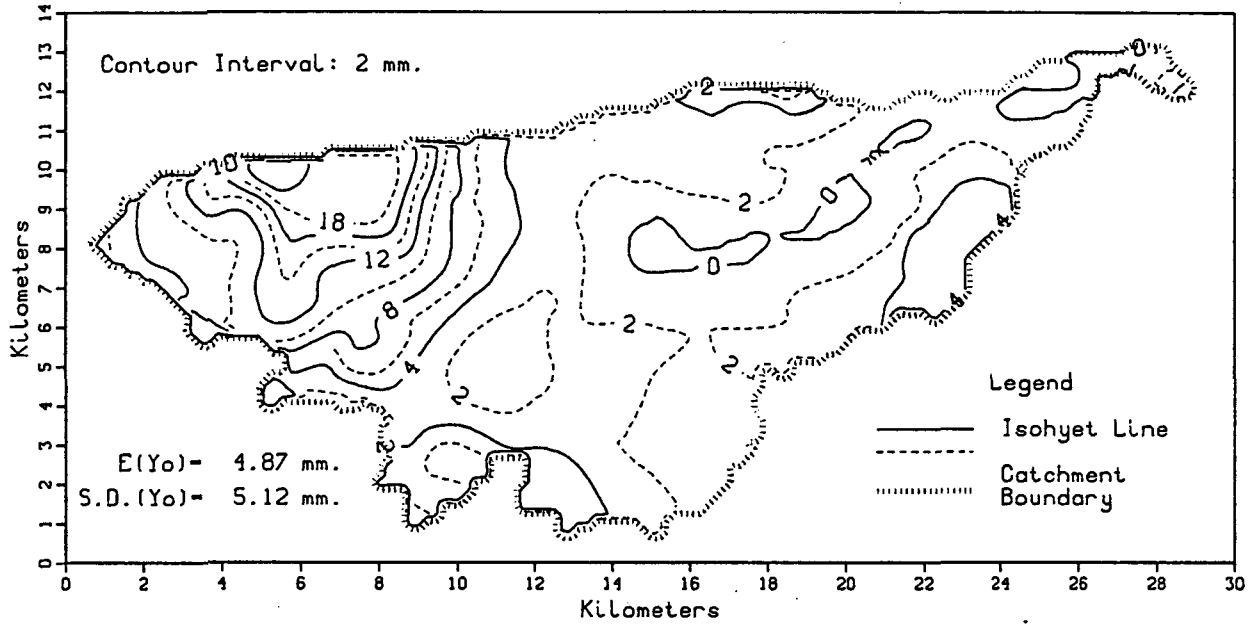 Contour Interval: 2 mm.
0
2
10
18
12
8
4
2
2
0
0
2
2
2
4
4
E(Yo)= 4.87 mm.
S.D.(Yo)= 5.12 mm.
Legend
Isohyet Line
Catchment
Boundary
Kilometers
0 1 2 3 4 5 6 7 8 9 10 11 12 13 14
0 2 4 6 8 10 12 14 16 18 20 22 24 26 28 30
Kilometers